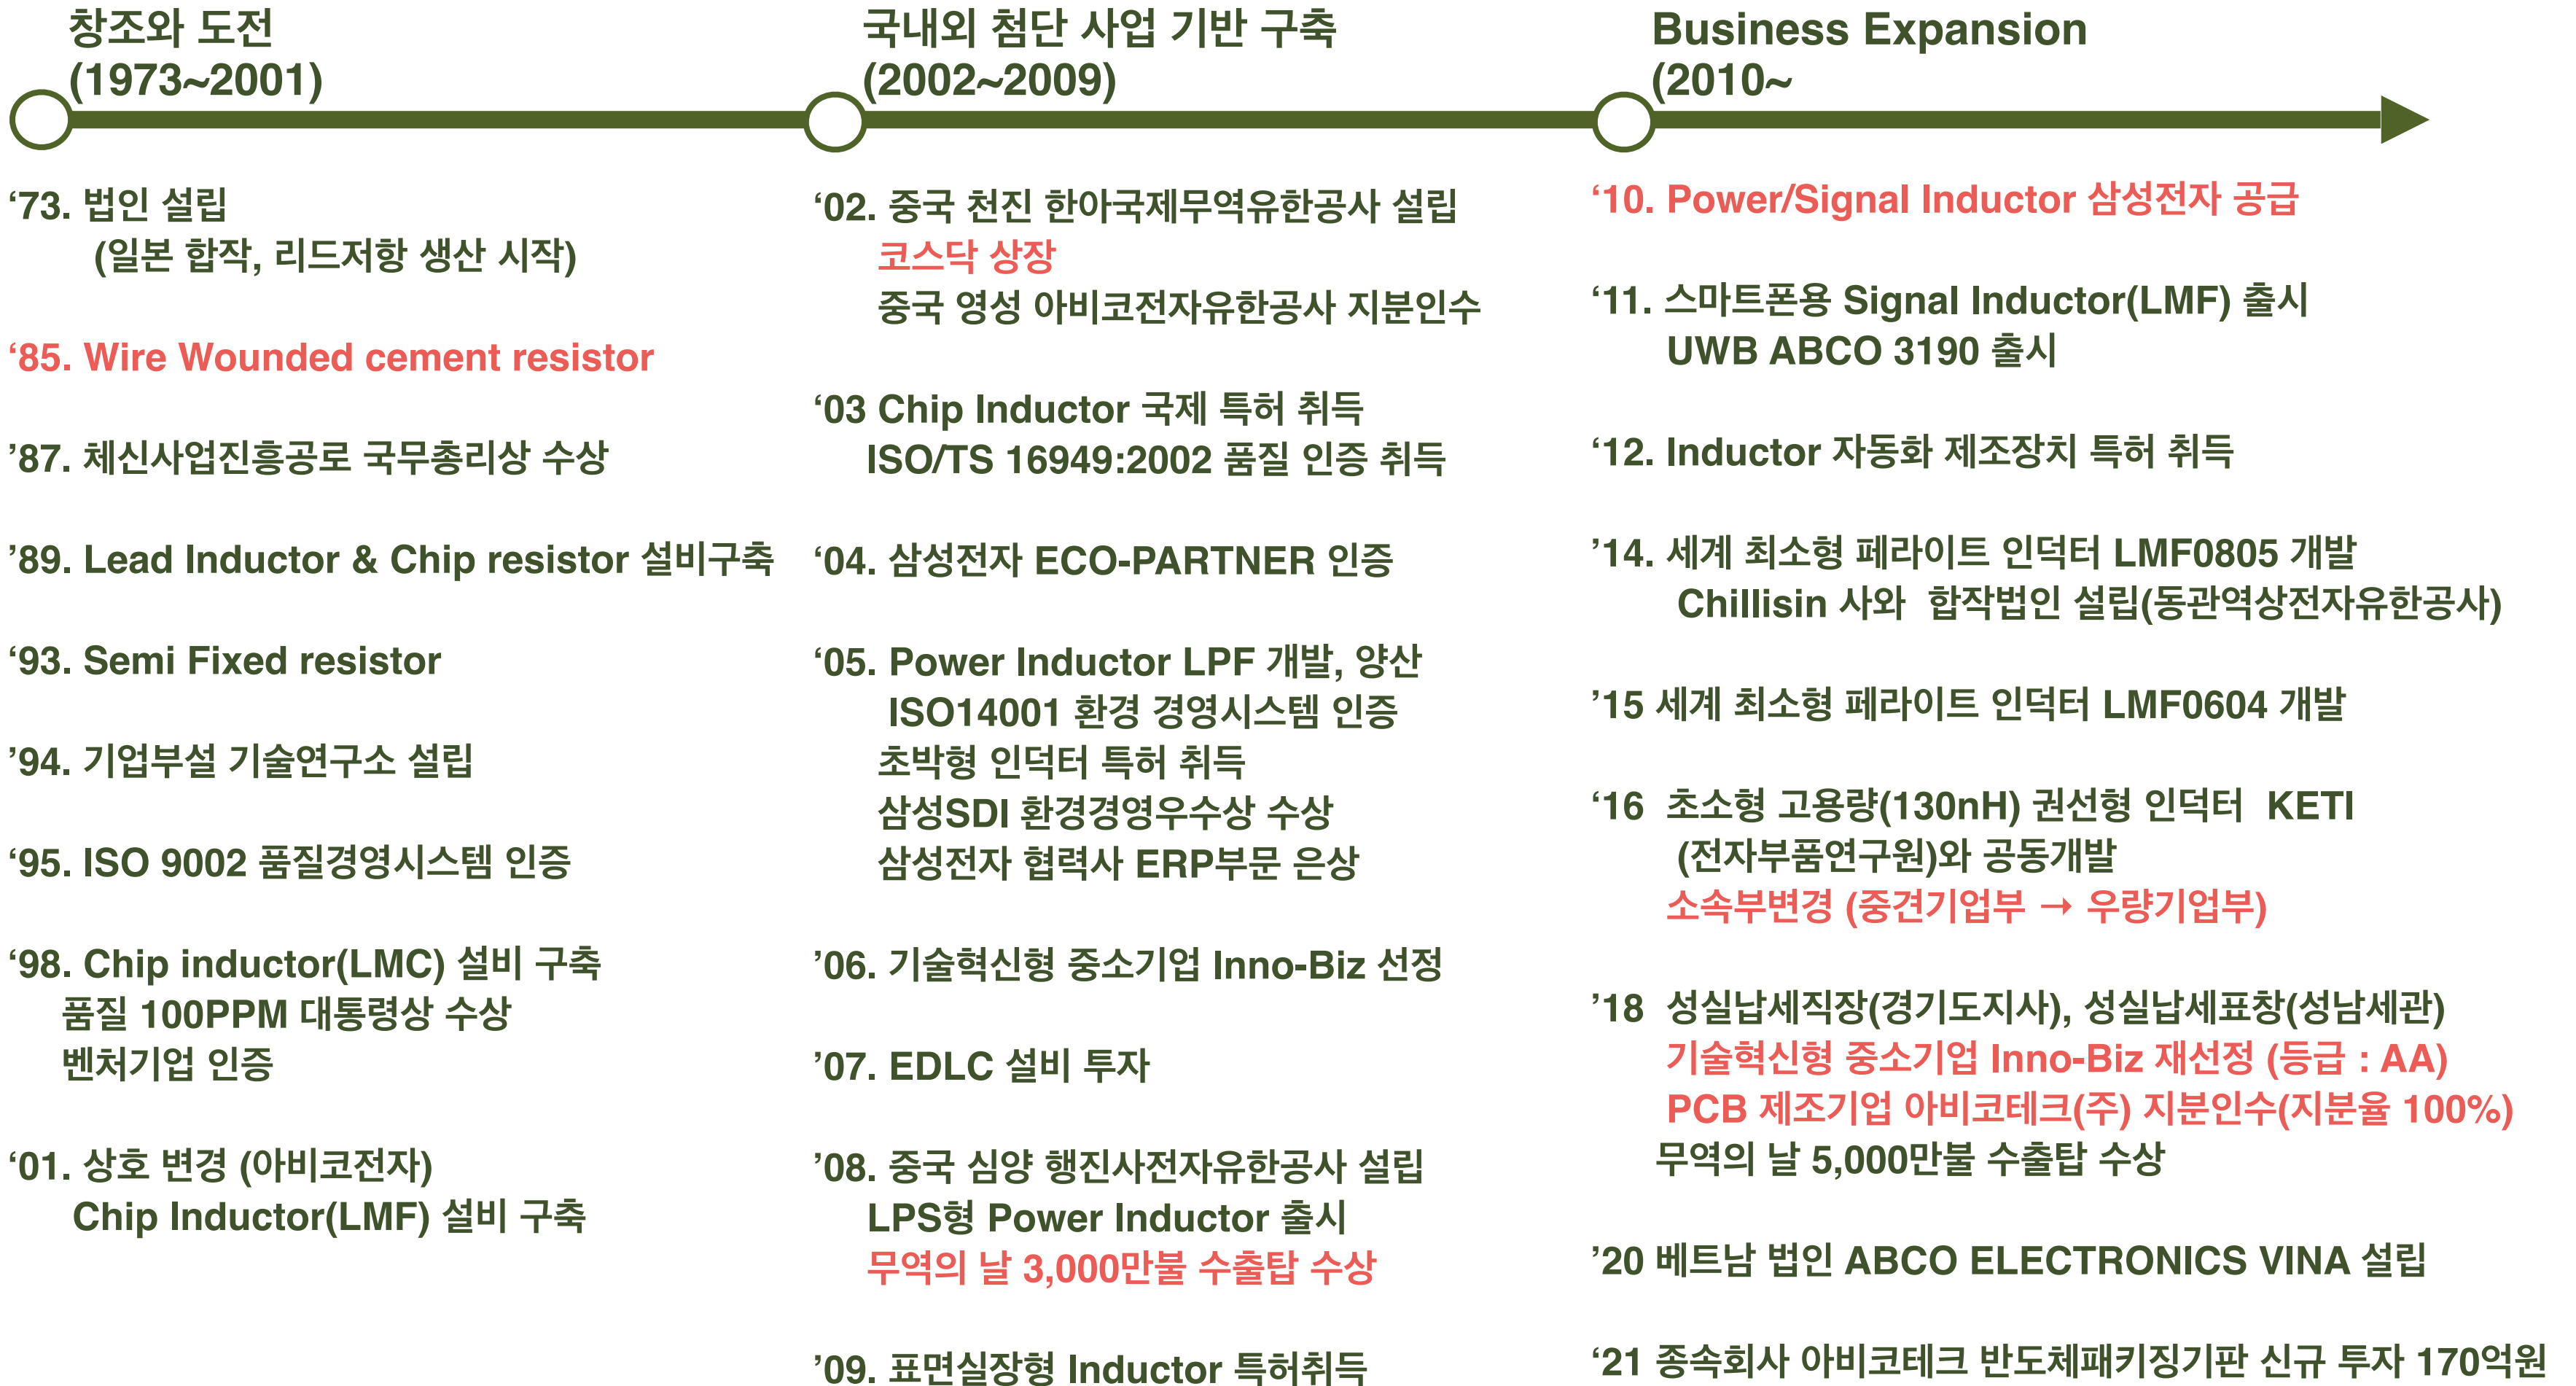 창조와 도전
(1973~2001)
‘73. 법인 설립
(일본 합작, 리드저항 생산 시작)
‘85. Wire Wounded cement resistor
’87. 체신사업진흥공로 국무총리상 수상
’89. Lead Inductor & Chip resistor 설비구축
‘93. Semi Fixed resistor
’94. 기업부설 기술연구소 설립
‘95. ISO 9002 품질경영시스템 인증
‘98. Chip inductor(LMC) 설비 구축
품질 100PPM 대통령상 수상
벤처기업 인증
‘01. 상호 변경 (아비코전자)
Chip Inductor(LMF) 설비 구축
국내외 첨단 사업 기반 구축
(2002~2009)
‘02. 중국 천진 한아국제무역유한공사 설립
코스닥 상장
중국 영성 아비코전자유한공사 지분인수
‘03 Chip Inductor 국제 특허 취득
ISO/TS 16949:2002 품질 인증 취득
‘04. 삼성전자 ECO-PARTNER 인증
‘05. Power Inductor LPF 개발, 양산
ISO14001 환경 경영시스템 인증
초박형 인덕터 특허 취득
삼성SDI 환경경영우수상 수상
삼성전자 협력사 ERP부문 은상
’06. 기술혁신형 중소기업 Inno-Biz 선정
’07. EDLC 설비 투자
’08. 중국 심양 행진사전자유한공사 설립
LPS형 Power Inductor 출시
무역의 날 3,000만불 수출탑 수상
’09. 표면실장형 Inductor 특허취득
Business Expansion
(2010~
‘10. Power/Signal Inductor 삼성전자 공급
‘11. 스마트폰용 Signal Inductor(LMF) 출시
UWB ABCO 3190 출시
’12. Inductor 자동화 제조장치 특허 취득
’14. 세계 최소형 페라이트 인덕터 LMF0805 개발
Chillisin 사와 합작법인 설립(동관역상전자유한공사)
’15 세계 최소형 페라이트 인덕터 LMF0604 개발
‘16 초소형 고용량(130nH) 권선형 인덕터 KETI
(전자부품연구원)와 공동개발
소속부변경 (중견기업부 → 우량기업부)
’18 성실납세직장(경기도지사), 성실납세표창(성남세관)
기술혁신형 중소기업 Inno-Biz 재선정 (등급 : AA)
PCB 제조기업 아비코테크(주) 지분인수(지분율 100%)
무역의 날 5,000만불 수출탑 수상
’20 베트남 법인 ABCO ELECTRONICS VINA 설립
‘21 종속회사 아비코테크 반도체패키징기판 신규 투자 170억원